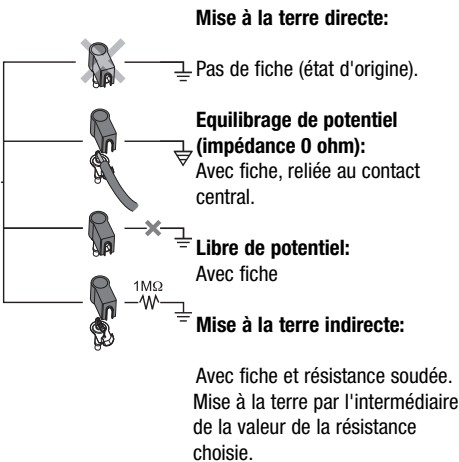 Mise à la terre directe:
Pas de fiche (état d'origine).
Equilibrage de potentiel
(impédance 0 ohm):
Avec fiche, reliée au contact
central.
Libre de potentiel:
Avec fiche
1MΩ
Mise à la terre indirecte:
Avec fiche et résistance soudée.
Mise à la terre par l'intermédiaire
de la valeur de la résistance
choisie.